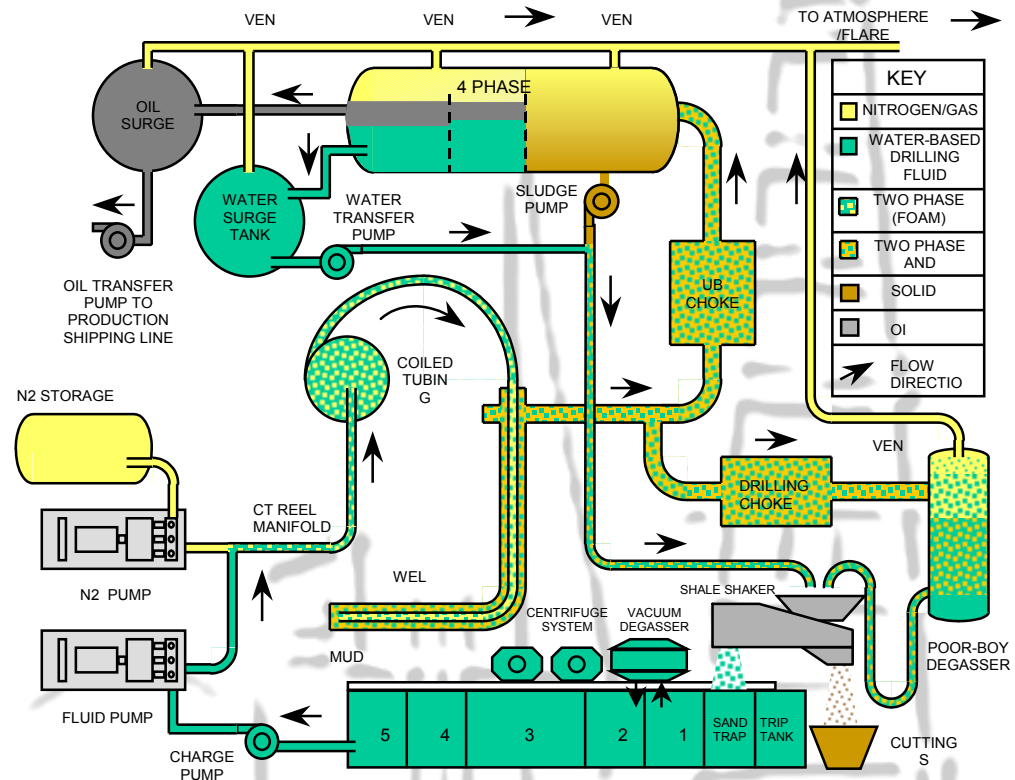 VEN
VEN
VEN
TO ATMOSPHERE
/FLARE
KEY
NITROGEN/GAS
WATER-BASED
DRILLING
FLUID
TWO PHASE
(FOAM)
TWO PHASE
AND
SOLID
OI
FLOW
DIRECTIO
4 PHASE
OIL
SURGE
WATER
SURGE
TANK
WATER
TRANSFER
PUMP
SLUDGE
PUMP
UB
CHOKE
OIL TRANSFER
PUMP TO
PRODUCTION
SHIPPING LINE
COILED
TUBIN
G
N2 STORAGE
CT REEL
MANIFOLD
N2 PUMP
VEN
DRILLING
CHOKE
WEL
SHALE SHAKER
CENTRIFUGE
SYSTEM
VACUUM
DEGASSER
POOR-BOY
DEGASSER
MUD
FLUID PUMP
CHARGE
PUMP
5
4
3
2
1
SAND
TRAP
TRIP
TANK
CUTTING
S